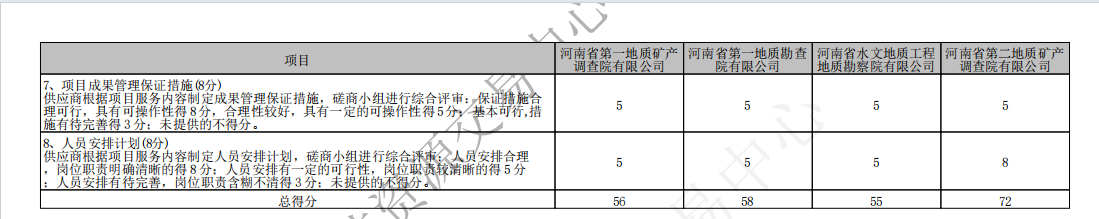 项目
河南省第一地质矿产
调查院有限公司
河南省第一地质勘查
院有限公司
河南省水文地质工程
地质勘察院有限公司
河南省第二地质矿产
调查院有限公司
7、项目成果管理保证措施(8分)
供应商根据项目服务内容制定成果管理保证措施，磋商小组进行综合评审：保证措施合
理可行，具有可操作性得8分，合理性较好，具有一定的可操作性得5分；基本可行,措
施有待完善得3分；未提供的不得分。
5
5
5
5
8、人员安排计划(8分)
供应商根据项目服务内容制定人员安排计划，磋商小组进行综合评审：人员安排合理
，岗位职责明确清晰的得8分；人员安排有一定的可行性，岗位职责较清晰的得5分
；人员安排有待完善，岗位职责含糊不清得3分；未提供的不得分。
5
5
5
8
总得分
56
58
55
72
资源交易中心
易中心